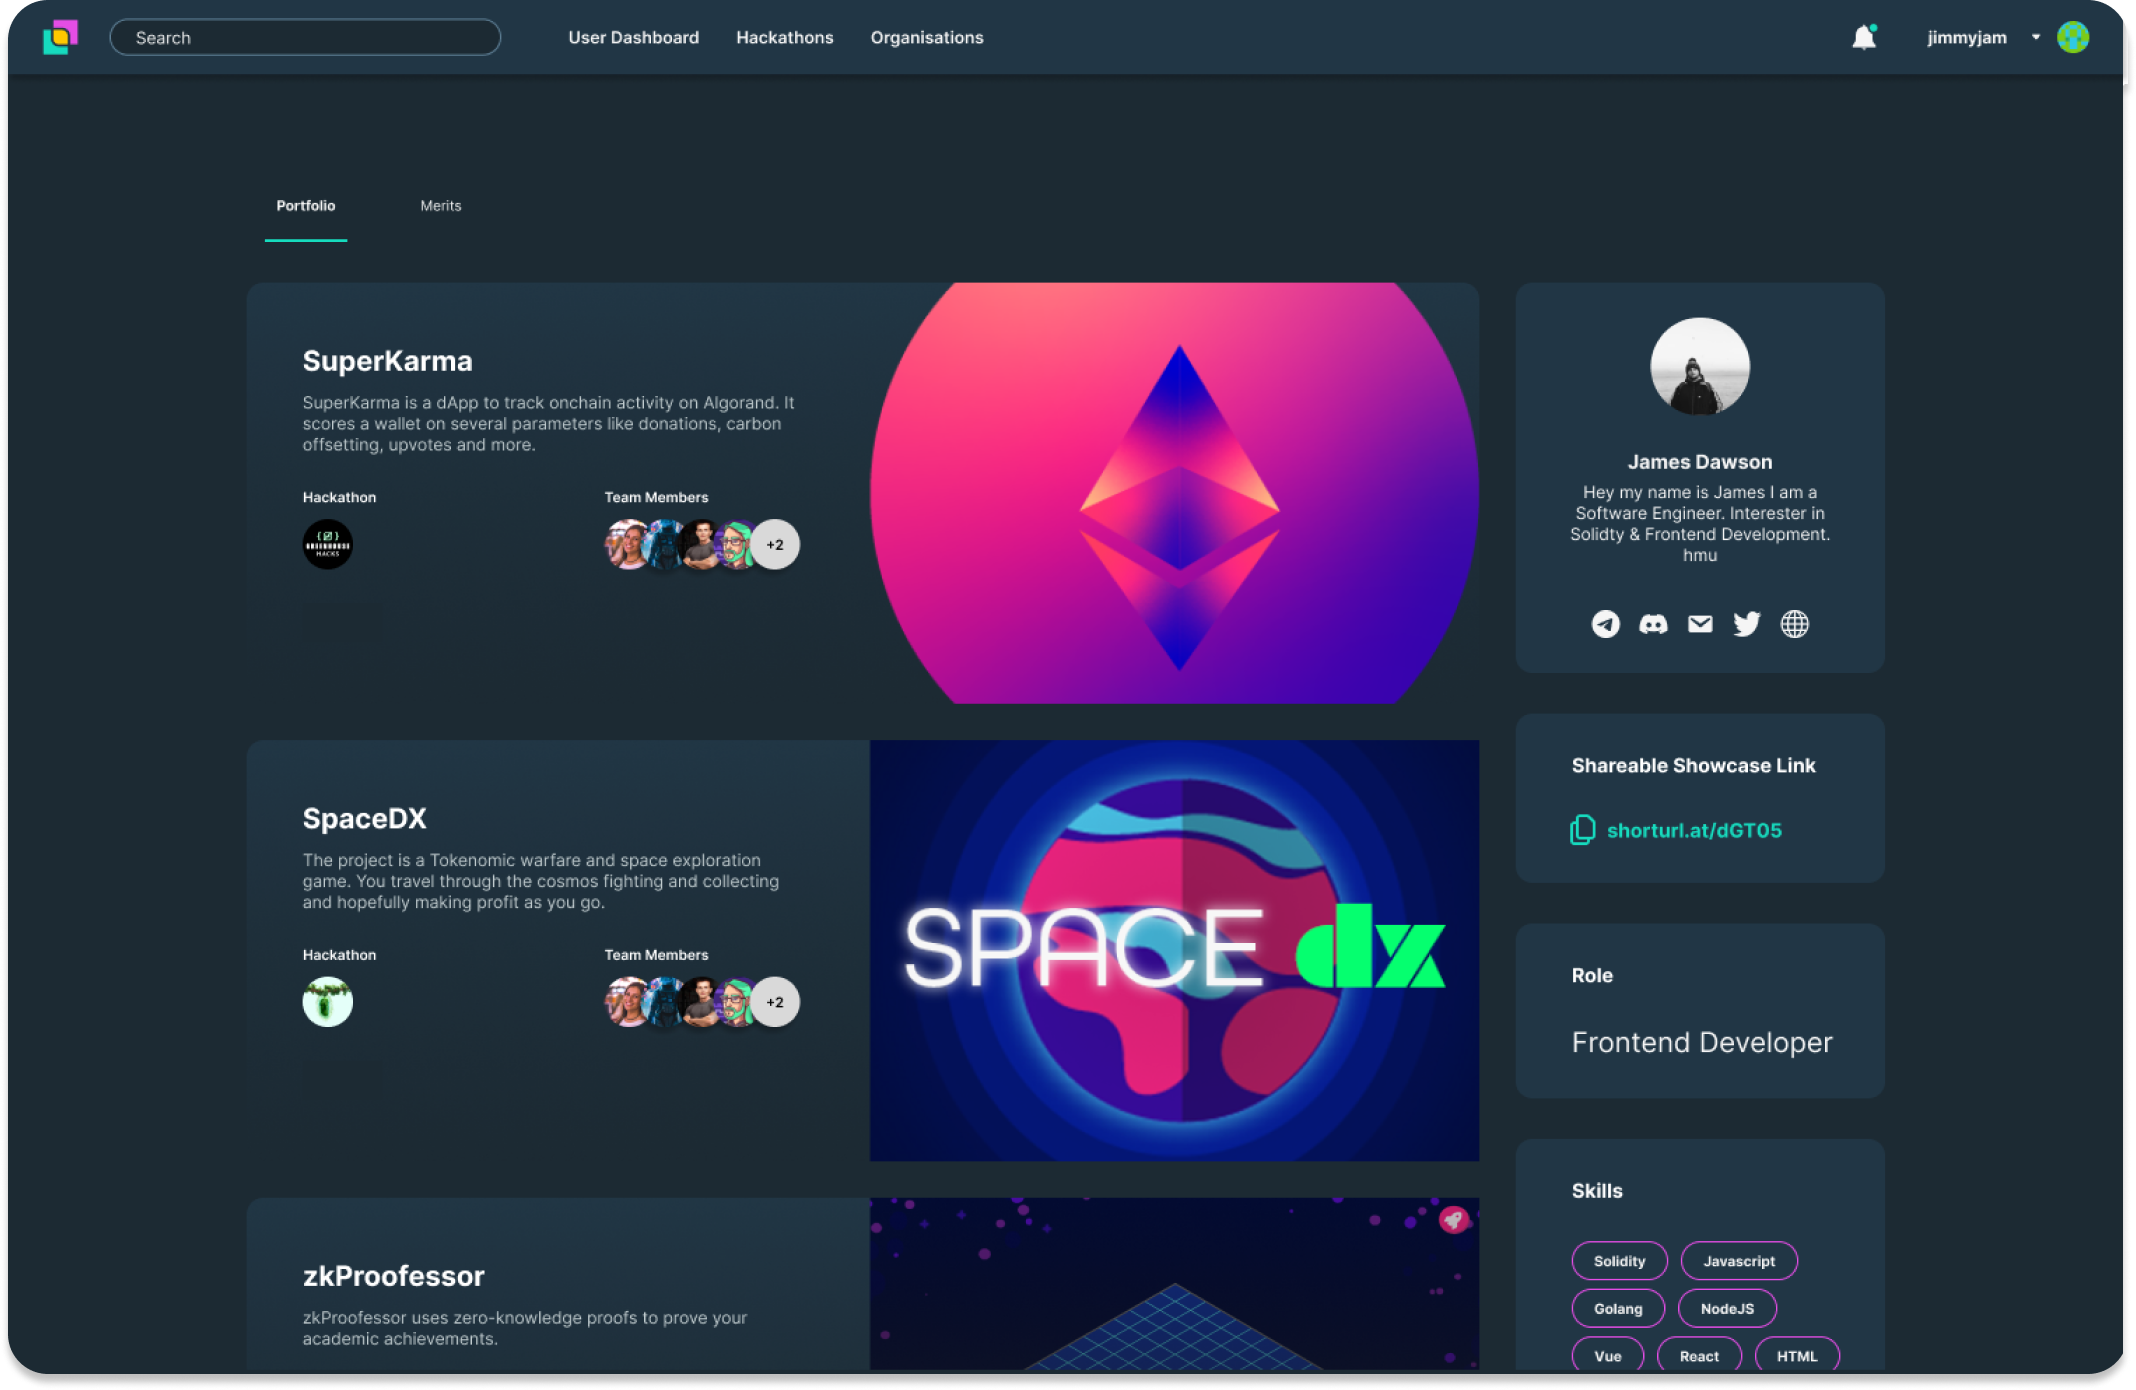 Search
User Dashboard
Hackathons
Organisations
jimmyjam
Portfolio
Merits
SuperKarma
SuperKarma is a dApp to track onchain activity on Algorand. It
scores a wallet on several parameters like donations, carbon
offsetting, upvotes and more.
Hackathon
{Ø}
GREENHOUSE
HACKS
Team Members
+2
James Dawson
Hey my name is James I am a
Software Engineer. Interester in
Solidty & Frontend Development.
hmu
Shareable Showcase Link
shorturl.at/dGT05
SpaceDX
The project is a Tokenomic warfare and space exploration
game. You travel through the cosmos fighting and collecting
and hopefully making profit as you go.
Hackathon
Team Members
+2
SPACE dx
Role
Frontend Developer
zkProofessor
zkProofessor uses zero-knowledge proofs to prove your
academic achievements.
Skills
Solidity
Javascript
Golang
NodeJS
Vue
React
HTML